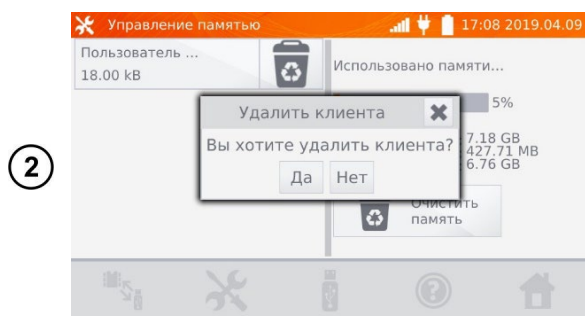 Управление памятью
17:08 2019.04.09
Пользователь ...
18.00 kB
Использовано памяти...
5%
Удалить клиента
Вы хотите удалить клиента?
Да Нет
7.18 GB
427.71 MB
6.76 GB
Очистить
память
2